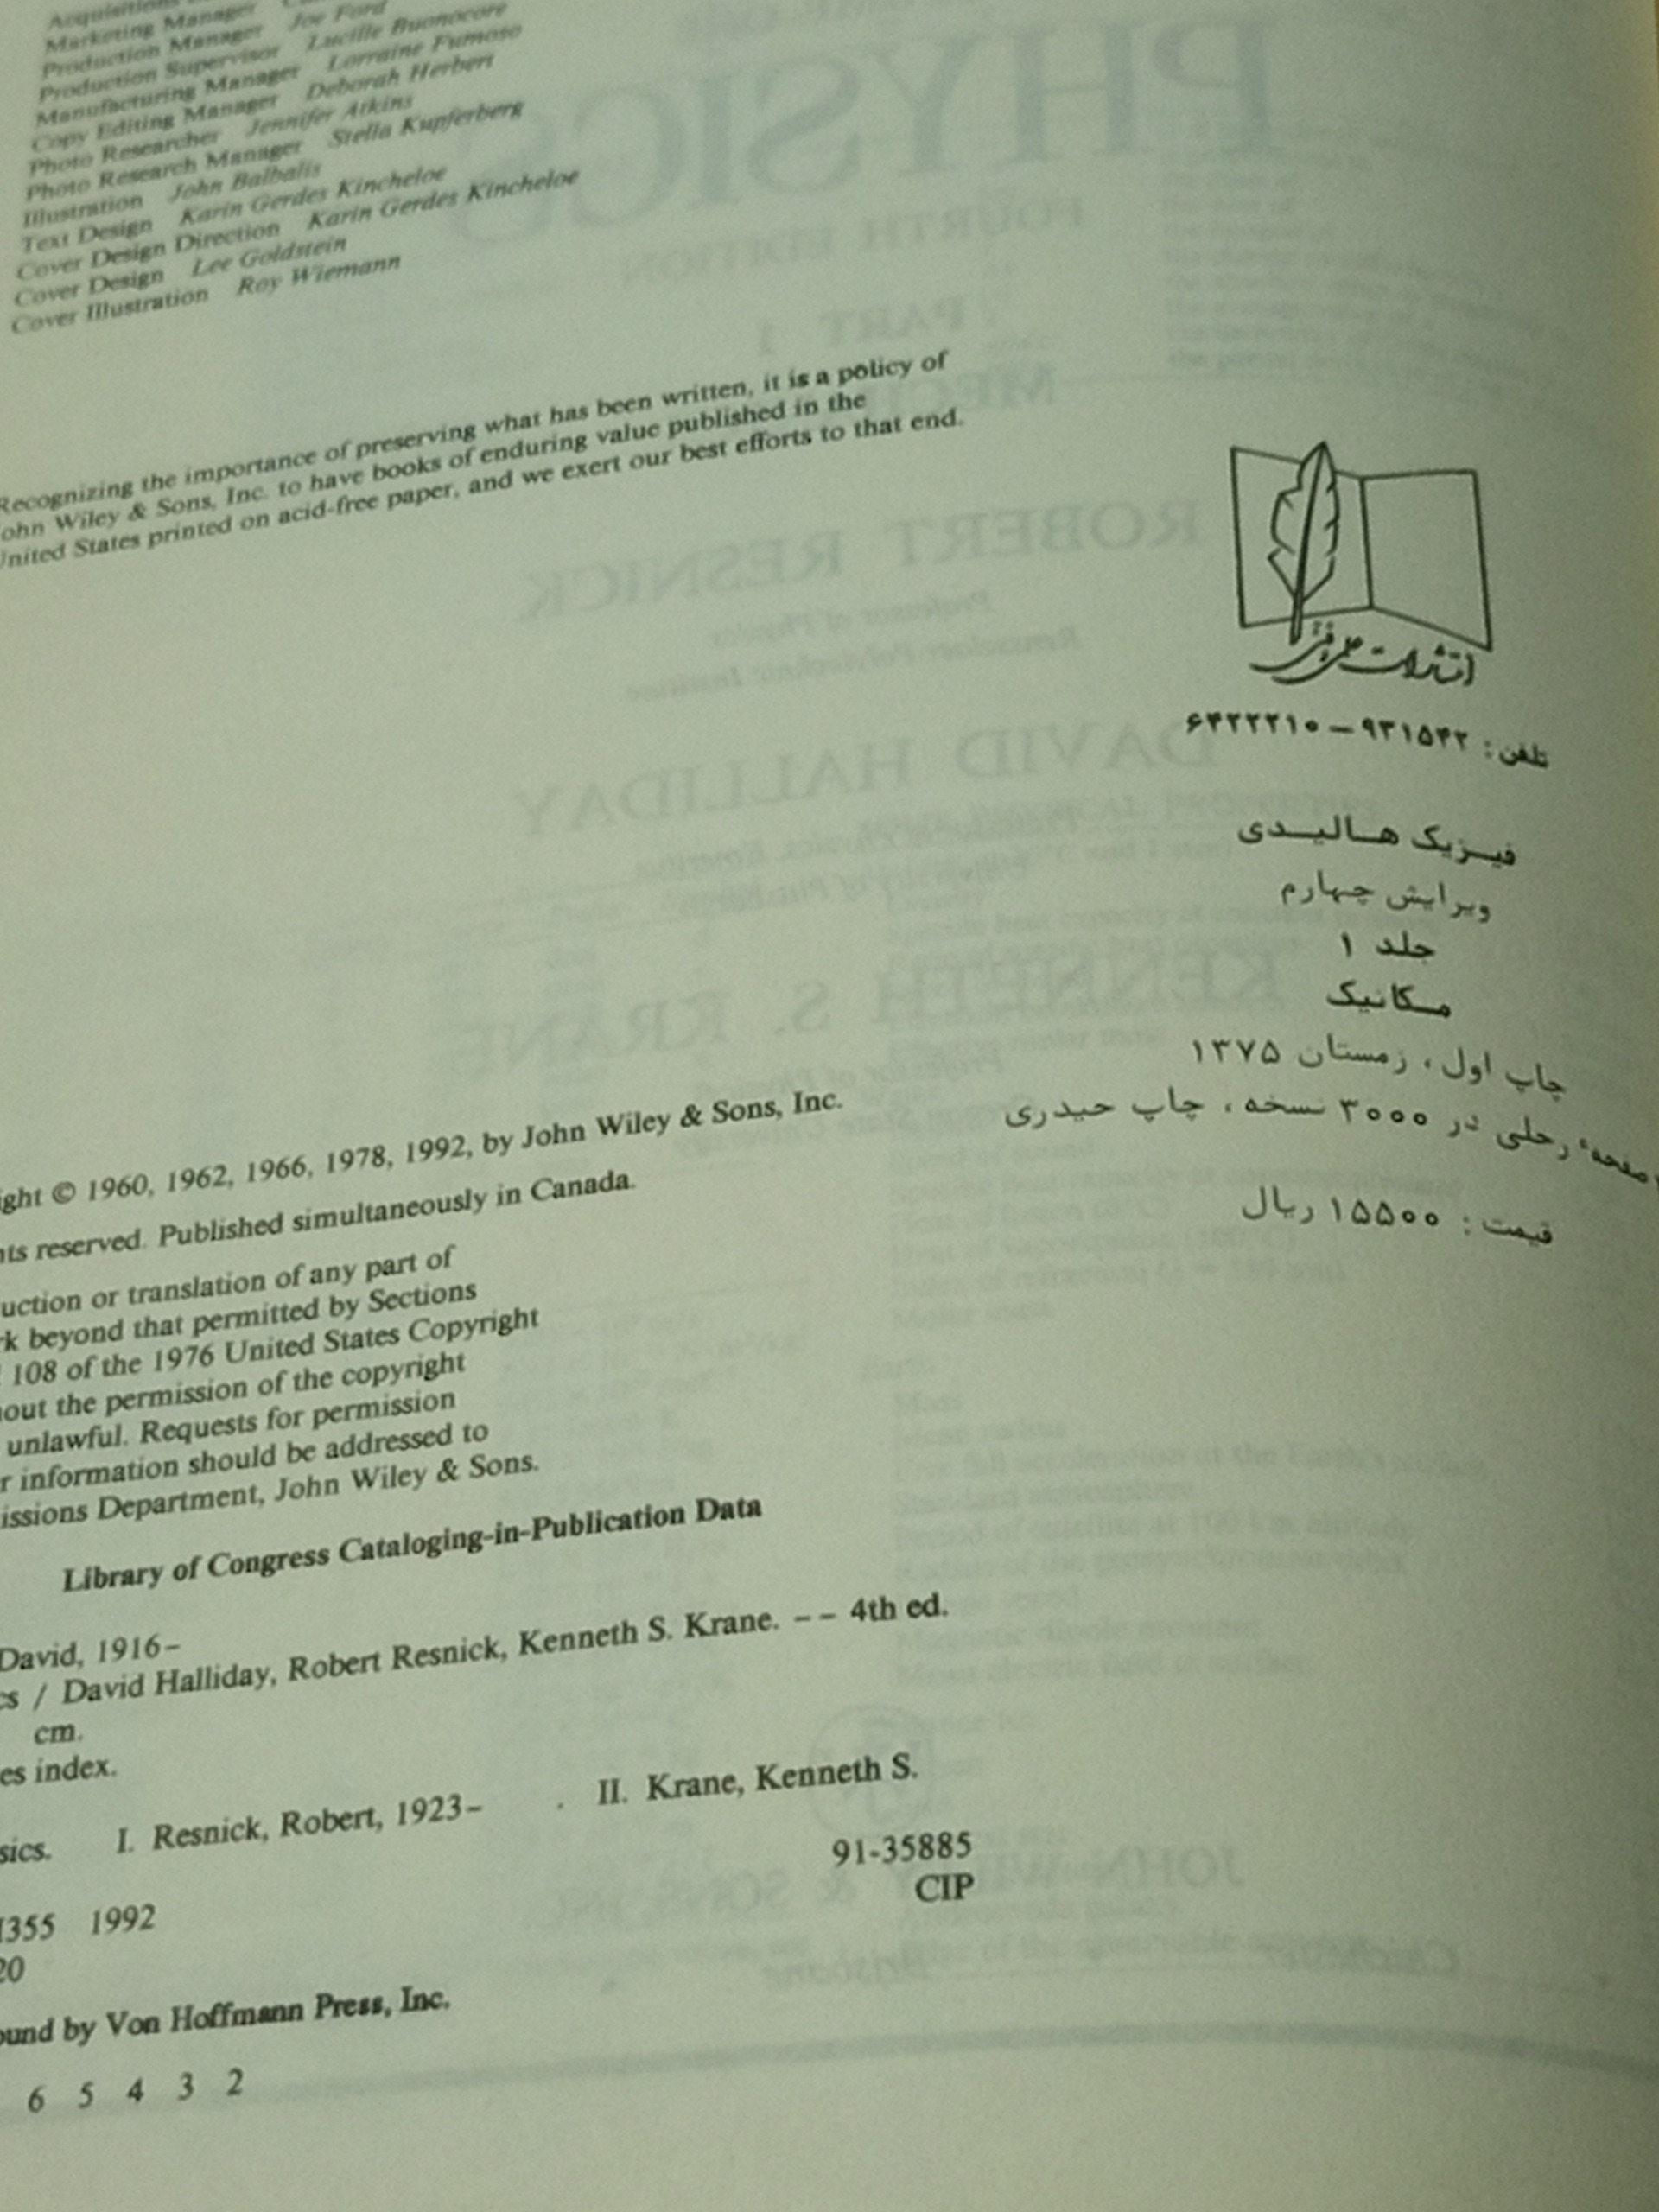 Acquisitions
Marketing Manager
Production Manager Joe Ford
Production Supervisor Lucille Buonocore
Manufacturing Manager Lorraine Fumoso
Copy Editing Manager Deborah Herbert
Photo Researcher Jennifer Atkins
Photo Research Manager Stella Kupferberg
Illustration John Balbalis
Text Design Karin Gerdes Kincheloe
Cover Design Direction Karin Gerdes Kincheloe
Cover Design Lee Goldstein
Cover Illustration Roy Wiemann
Recognizing the importance of preserving what has been written, it is a policy of
John Wiley & Sons, Inc. to have books of enduring value published in the
United States printed on acid-free paper, and we exert our best efforts to that end.
انتشارات علمی و فنی
تلفن: ۹۳۱۵۴۲ – ۶۴۲۲۲۱۰
فیزیک هالیدی
ویرایش چهارم
جلد ۱
مکانیک
چاپ اول، زمستان ۱۳۷۵
صفحهٔ رحلی در ۳۰۰۰ نسخه، چاپ حیدری
قیمت: ۱۵۵۰۰ ریال
ight © 1960, 1962, 1966, 1978, 1992, by John Wiley & Sons, Inc.
nts reserved. Published simultaneously in Canada.
uction or translation of any part of
rk beyond that permitted by Sections
108 of the 1976 United States Copyright
out the permission of the copyright
unlawful. Requests for permission
r information should be addressed to
issions Department, John Wiley & Sons.
Library of Congress Cataloging-in-Publication Data
David, 1916–
cs / David Halliday, Robert Resnick, Kenneth S. Krane. –– 4th ed.
cm.
es index.
sics. I. Resnick, Robert, 1923– . II. Krane, Kenneth S.
355 1992
91-35885
20
CIP
ound by Von Hoffmann Press, Inc.
6 5 4 3 2